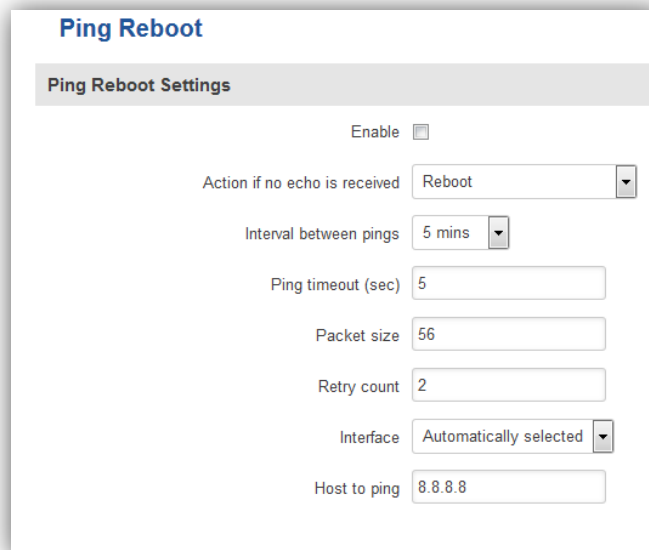 Ping Reboot
Ping Reboot Settings
Enable
Action if no echo is received Reboot
Interval between pings 5 mins
Ping timeout (sec) 5
Packet size 56
Retry count 2
Interface Automatically selected
Host to ping 8.8.8.8